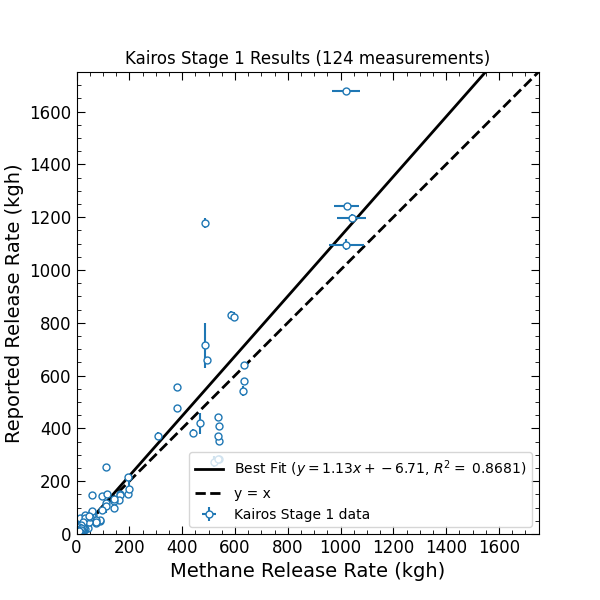 Kairos Stage 1 Results (124 measurements)
Reported Release Rate (kgh)
1600
1400
1200
1000
800
600
400
200
0
0 200 400 600 800 1000 1200 1400 1600
Methane Release Rate (kgh)
Best Fit (y = 1.13x + −6.71, R² = 0.8681)
y = x
Kairos Stage 1 data